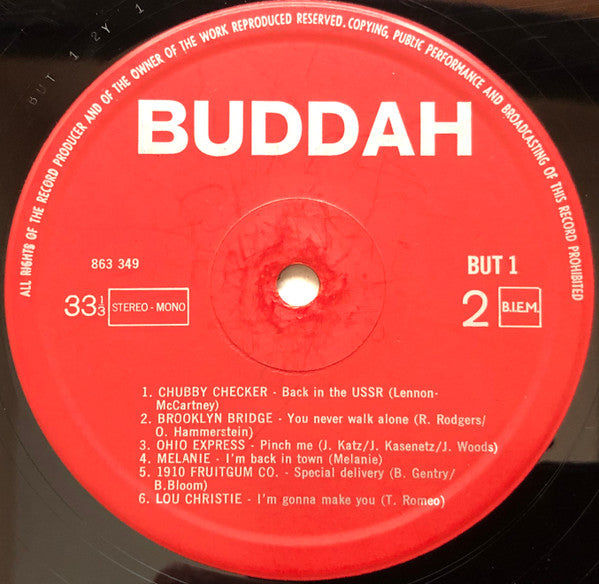 ALL RIGHTS OF THE RECORD PRODUCER AND OF THE OWNER OF THE WORK REPRODUCED RESERVED. COPYING, PUBLIC PERFORMANCE AND BROADCASTING OF THIS RECORD PROHIBITED
BUT 1 2Y 1
BUDDAH
863 349
BUT 1
33⅓ STEREO - MONO
2 B.I.E.M.
1. CHUBBY CHECKER - Back in the USSR (Lennon-
McCartney)
2. BROOKLYN BRIDGE - You never walk alone (R. Rodgers/
O. Hammerstein)
3. OHIO EXPRESS - Pinch me (J. Katz/J. Kasenetz/J. Woods)
4. MELANIE - I'm back in town (Melanie)
5. 1910 FRUITGUM CO. - Special delivery (B. Gentry/
B.Bloom)
6. LOU CHRISTIE - I'm gonna make you (T. Romeo)